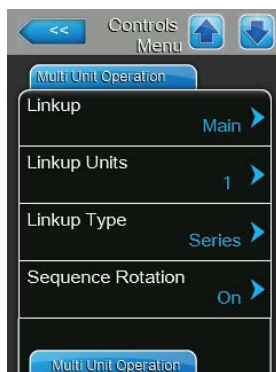 << Controls
Menu
Multi Unit Operation
Linkup
Main
Linkup Units
1
Linkup Type
Series
Sequence Rotation
On
Multi Unit Operation